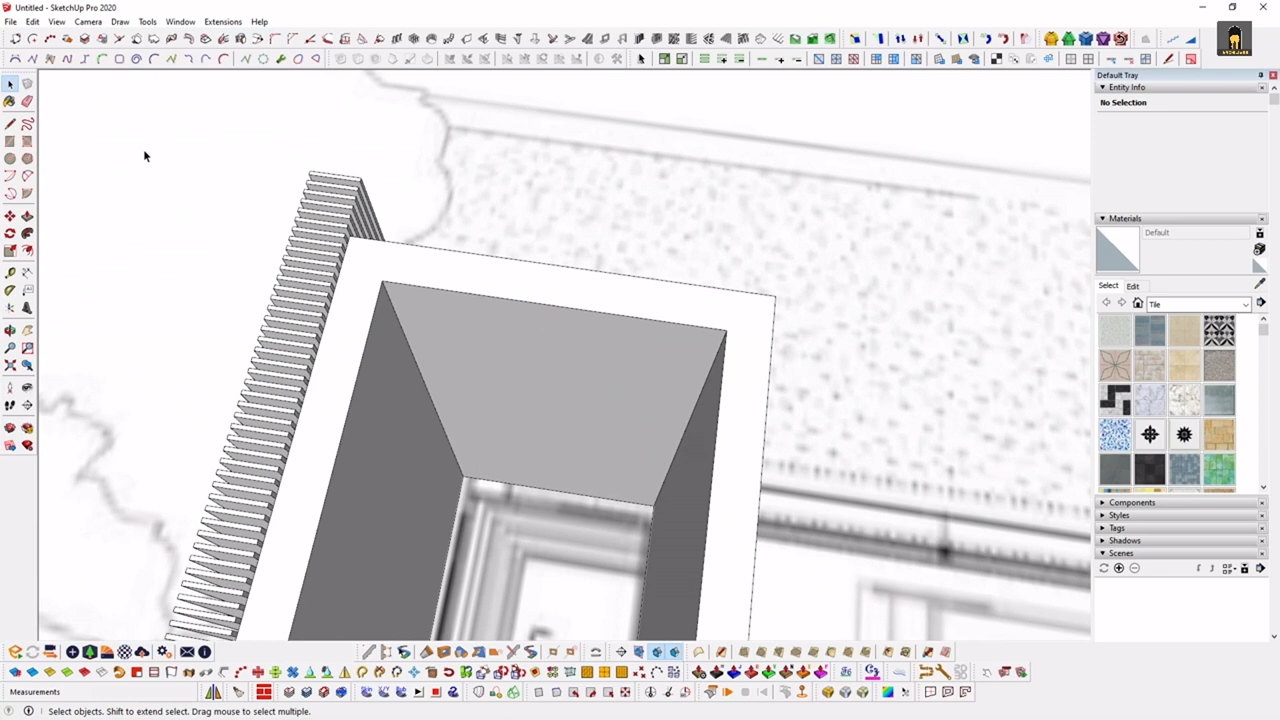 Untitled - SketchUp Pro 2020
File Edit View Camera Draw Tools Window Extensions Help
Default Tray
Entity Info
No Selection
Materials
Default
Select Edit
Tile
Components
Styles
Tags
Shadows
Scenes
Measurements
Select objects. Shift to extend select. Drag mouse to select multiple.